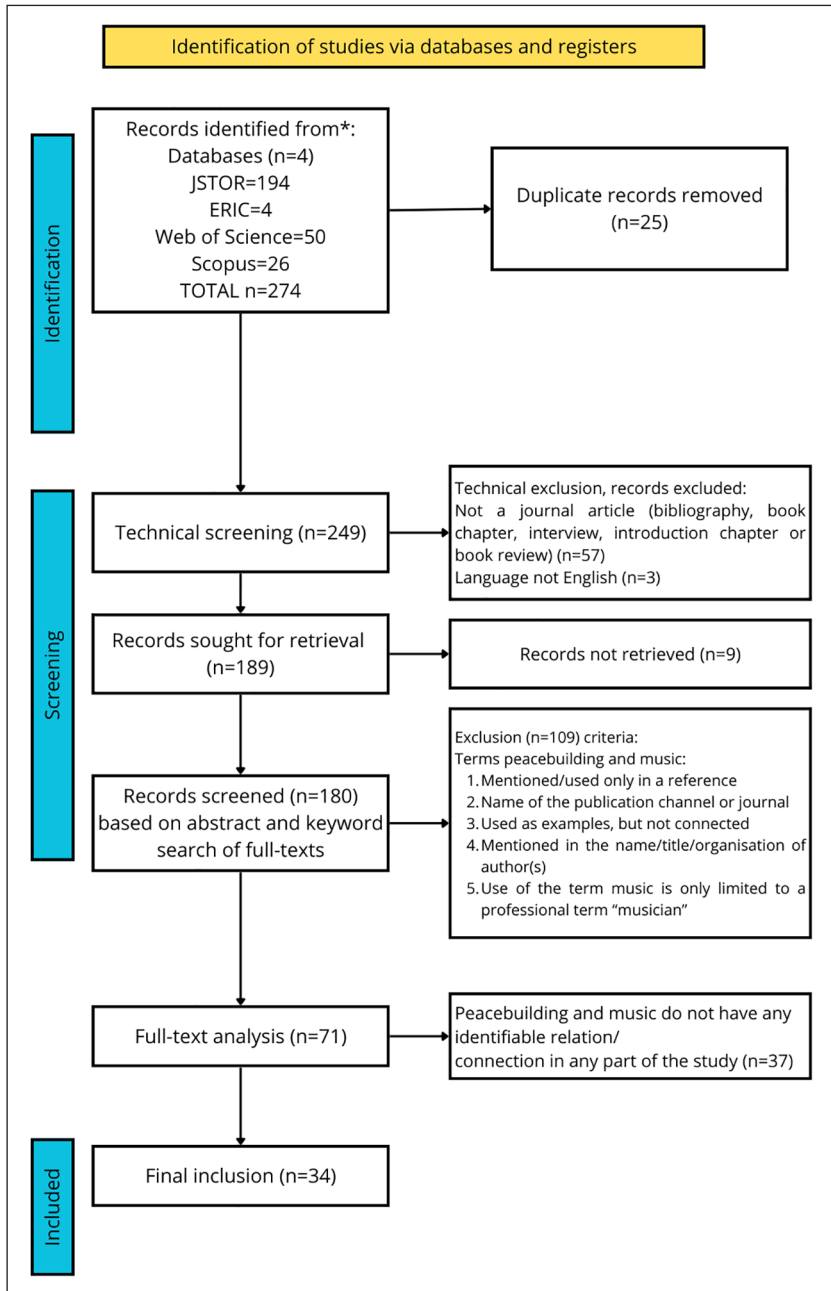 Identification of studies via databases and registers
Identification
Records identified from*:
Databases (n=4)
JSTOR=194
ERIC=4
Web of Science=50
Scopus=26
TOTAL n=274
Duplicate records removed
(n=25)
Screening
Technical screening (n=249)
Technical exclusion, records excluded:
Not a journal article (bibliography, book
chapter, interview, introduction chapter or
book review) (n=57)
Language not English (n=3)
Records sought for retrieval
(n=189)
Records not retrieved (n=9)
Records screened (n=180)
based on abstract and keyword
search of full-texts
Exclusion (n=109) criteria:
Terms peacebuilding and music:
1. Mentioned/used only in a reference
2. Name of the publication channel or journal
3. Used as examples, but not connected
4. Mentioned in the name/title/organisation of
author(s)
5. Use of the term music is only limited to a
professional term “musician”
Full-text analysis (n=71)
Peacebuilding and music do not have any
identifiable relation/
connection in any part of the study (n=37)
Included
Final inclusion (n=34)